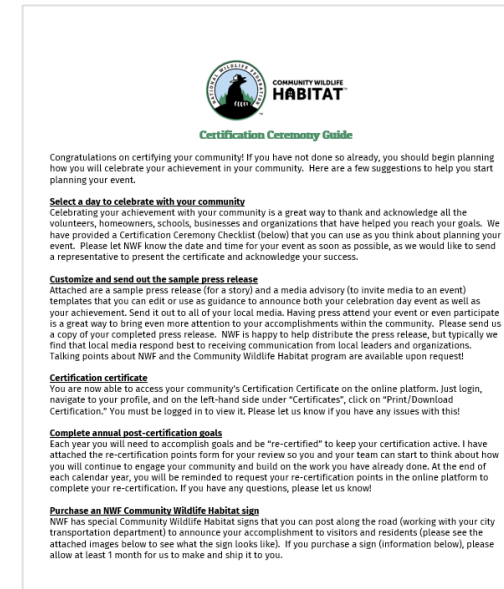 NATIONAL WILDLIFE FEDERATION
COMMUNITY WILDLIFE
HABITAT™
Certification Ceremony Guide
Congratulations on certifying your community! If you have not done so already, you should begin planning
how you will celebrate your achievement in your community.  Here are a few suggestions to help you start
planning your event.
Select a day to celebrate with your community
Celebrating your achievement with your community is a great way to thank and acknowledge all the
volunteers, homeowners, schools, businesses and organizations that have helped you reach your goals.  We
have provided a Certification Ceremony Checklist (below) that you can use as you think about planning your
event.  Please let NWF know the date and time for your event as soon as possible, as we would like to send
a representative to present the certificate and acknowledge your success.
Customize and send out the sample press release
Attached are a sample press release (for a story) and a media advisory (to invite media to an event)
templates that you can edit or use as guidance to announce both your celebration day event as well as
your achievement. Send it out to all of your local media. Having press attend your event or even participate
is a great way to bring even more attention to your accomplishments within the community.  Please send us
a copy of your completed press release.  NWF is happy to help distribute the press release, but typically we
find that local media respond best to receiving communication from local leaders and organizations.
Talking points about NWF and the Community Wildlife Habitat program are available upon request!
Certification certificate
You are now able to access your community's Certification Certificate on the online platform. Just login,
navigate to your profile, and on the left-hand side under "Certificates", click on "Print/Download
Certification." You must be logged in to view it. Please let us know if you have any issues with this!
Complete annual post-certification goals
Each year you will need to accomplish goals and be "re-certified" to keep your certification active. I have
attached the re-certification points form for your review so you and your team can start to think about how
you will continue to engage your community and build on the work you have already done. At the end of
each calendar year, you will be reminded to request your re-certification points in the online platform to
complete your re-certification. If you have any questions, please let us know!
Purchase an NWF Community Wildlife Habitat sign
NWF has special Community Wildlife Habitat signs that you can post along the road (working with your city
transportation department) to announce your accomplishment to visitors and residents (please see the
attached images below to see what the sign looks like).  If you purchase a sign (information below), please
allow at least 1 month for us to make and ship it to you.